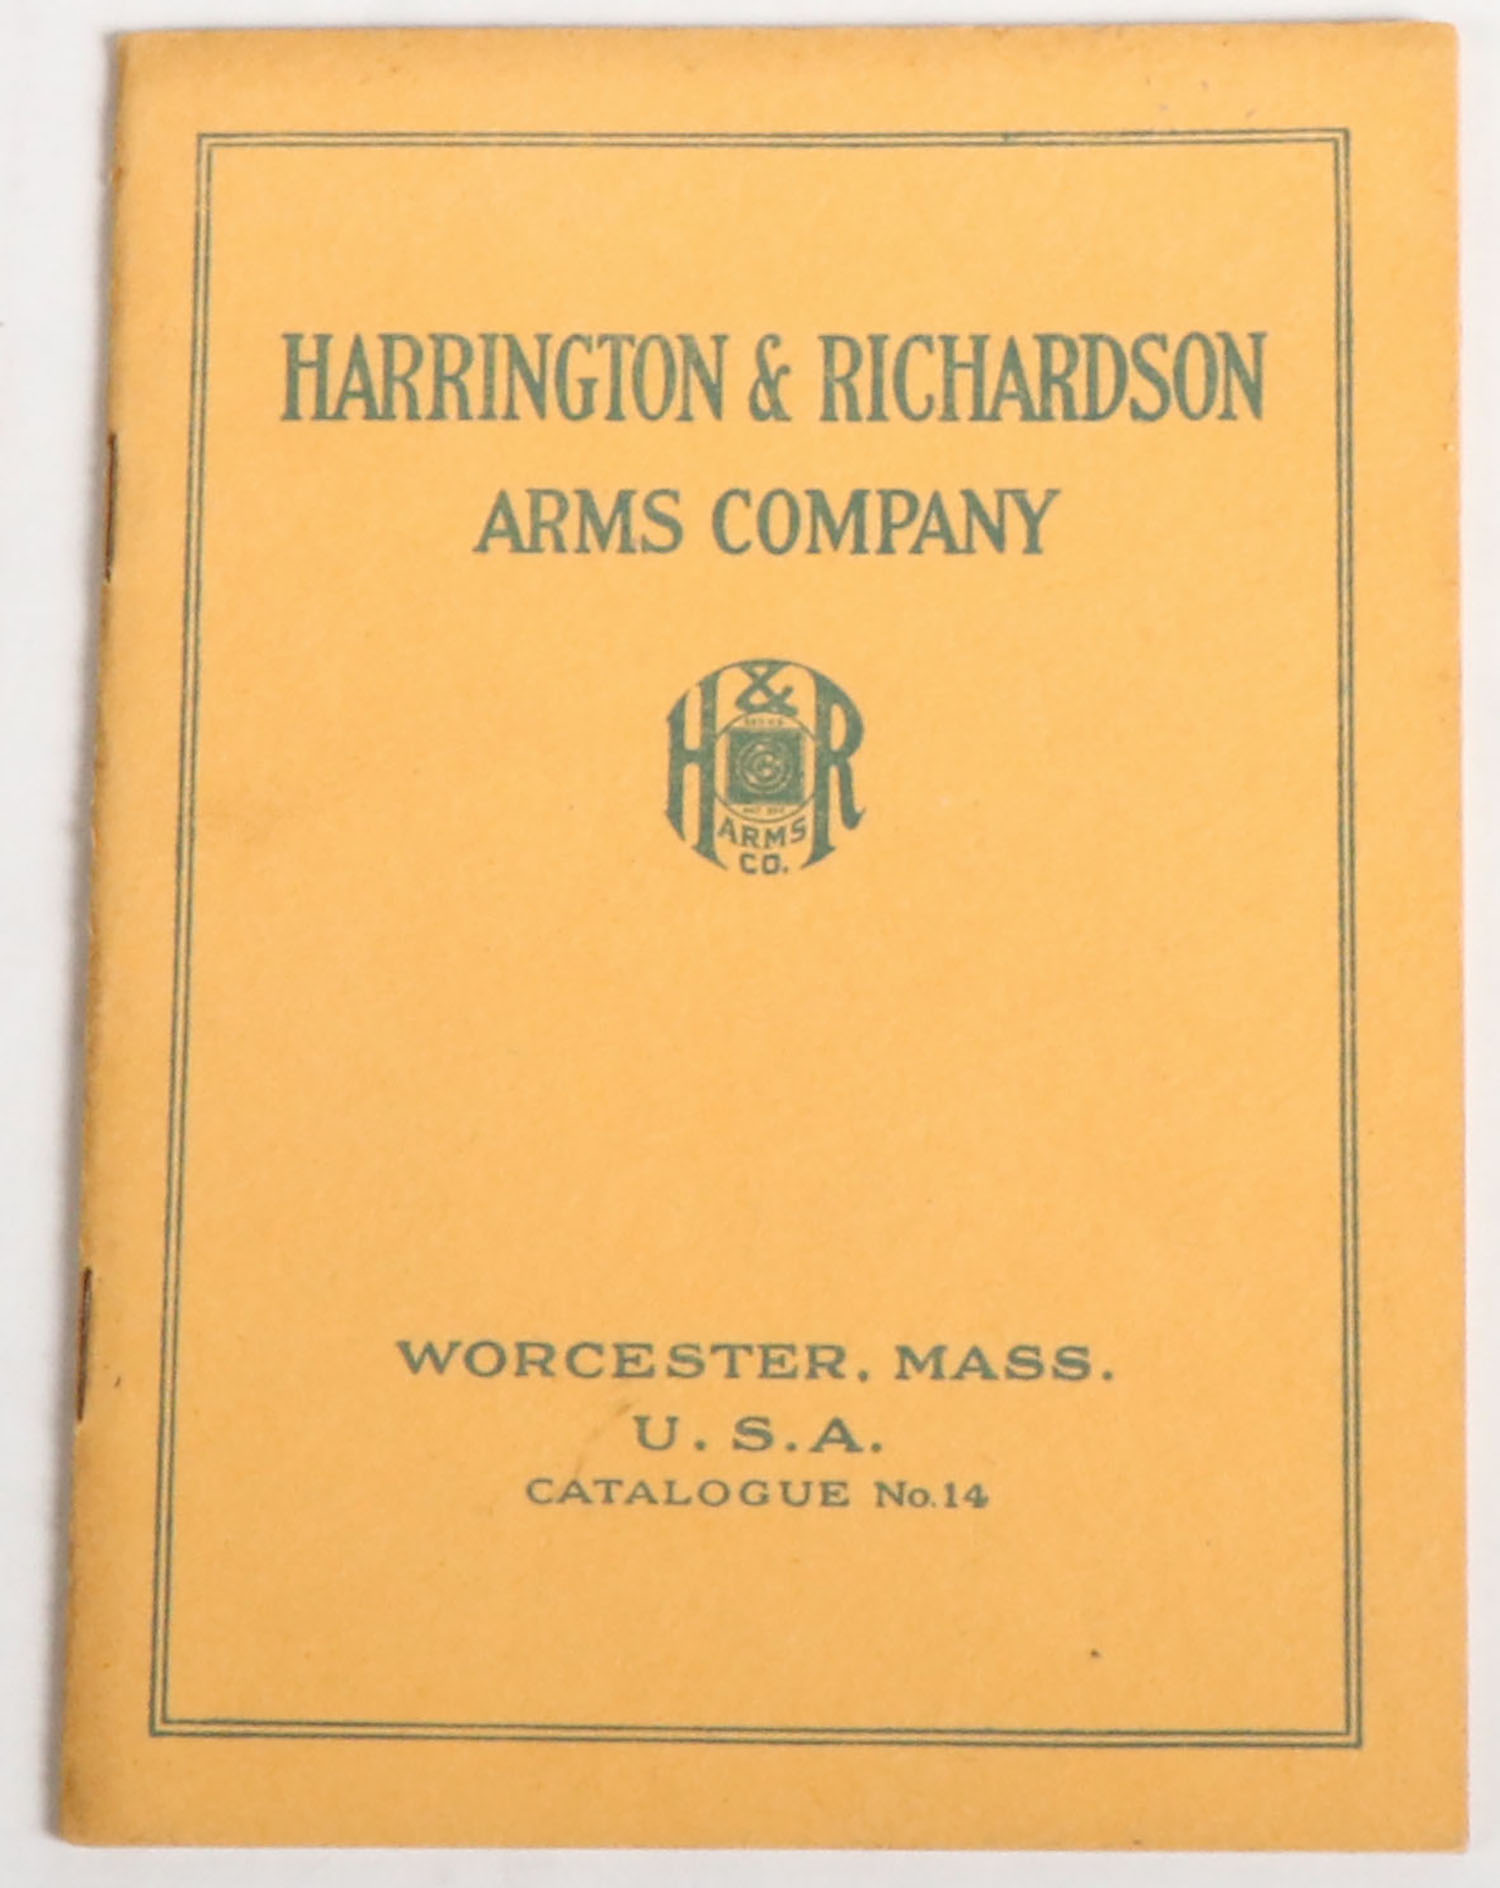 HARRINGTON & RICHARDSON
ARMS COMPANY
H & R
ARMS
CO.
WORCESTER, MASS.
U.S.A.
CATALOGUE No. 14